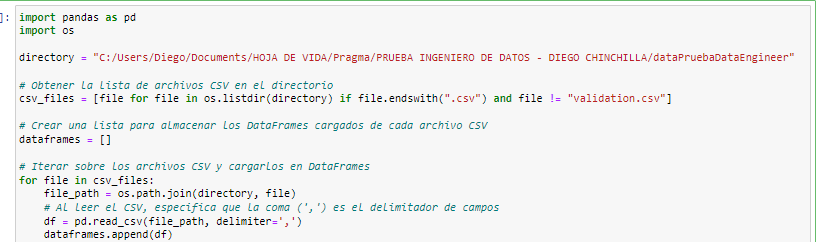 ]: import pandas as pd
import os
directory = "C:/Users/Diego/Documents/HOJA DE VIDA/Pragma/PRUEBA INGENIERO DE DATOS - DIEGO CHINCHILLA/dataPruebaDataEngineer"
# Obtener la lista de archivos CSV en el directorio
csv_files = [file for file in os.listdir(directory) if file.endswith(".csv") and file != "validation.csv"]
# Crear una lista para almacenar los DataFrames cargados de cada archivo CSV
dataframes = []
# Iterar sobre los archivos CSV y cargarlos en DataFrames
for file in csv_files:
    file_path = os.path.join(directory, file)
    # Al leer el CSV, especifica que la coma (',') es el delimitador de campos
    df = pd.read_csv(file_path, delimiter=',')
    dataframes.append(df)